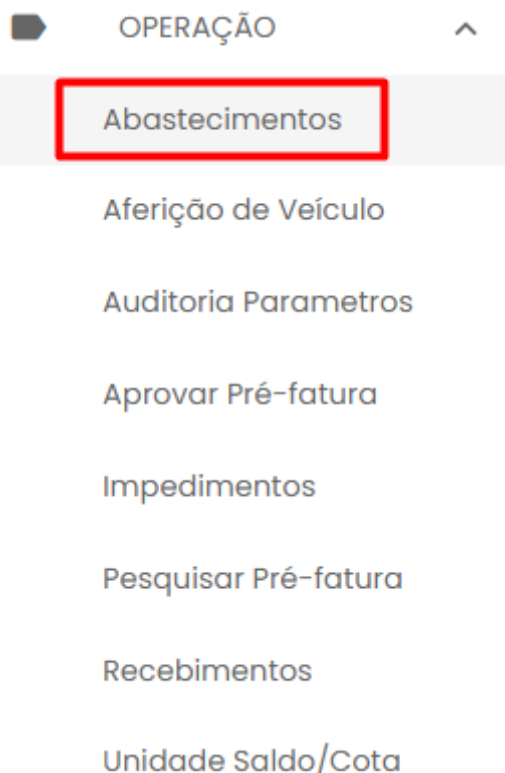 OPERAÇÃO
Abastecimentos
Aferição de Veículo
Auditoria Parametros
Aprovar Pré-fatura
Impedimentos
Pesquisar Pré-fatura
Recebimentos
Unidade Saldo/Cota